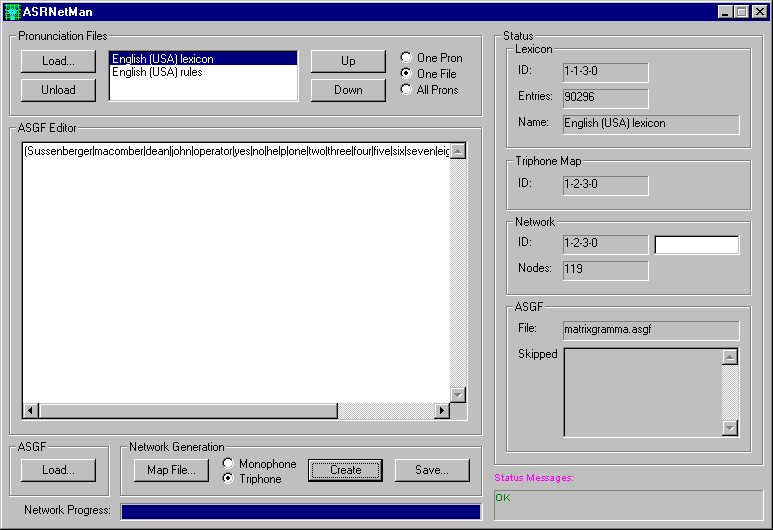 ASRNetMan
Pronunciation Files
Load...
Unload
English (USA) lexicon
English (USA) rules
Up
Down
One Pron
One File
All Prons
ASGF Editor
(Sussenberger|macomber|dean|john|operator|yes|no|help|one|two|three|four|five|six|seven|eig
ASGF
Load...
Network Generation
Map File...
Monophone
Triphone
Create
Save...
Network Progress:
Status
Lexicon
ID: 1-1-3-0
Entries: 90296
Name: English (USA) lexicon
Triphone Map
ID: 1-2-3-0
Network
ID: 1-2-3-0
Nodes: 119
ASGF
File: matrixgramma.asgf
Skipped
Status Messages:
OK